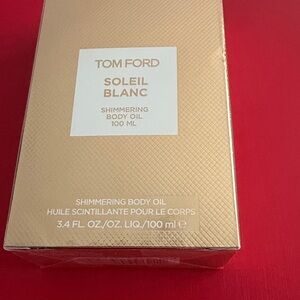 TOM FORD
SOLEIL
BLANC
SHIMMERING
BODY OIL
100 ML
SHIMMERING BODY OIL
HUILE SCINTILLANTE POUR LE CORPS
3.4 FL. OZ./OZ. LIQ./100 ml ℮